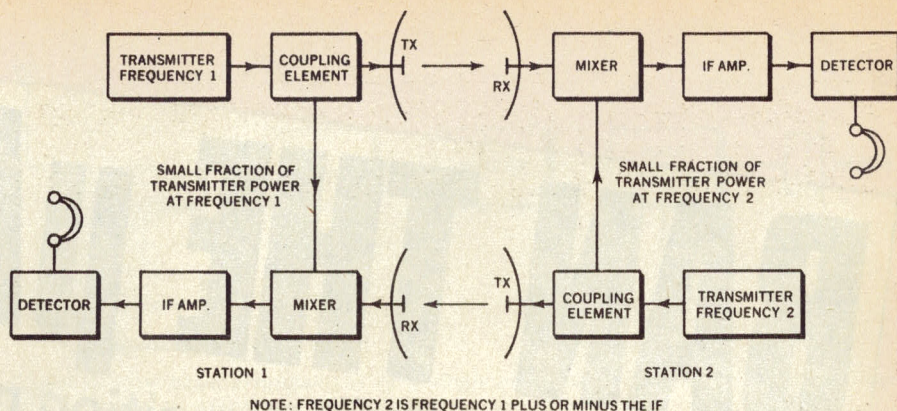 TRANSMITTER
FREQUENCY 1
COUPLING
ELEMENT
TX
RX
MIXER
IF AMP.
DETECTOR
SMALL FRACTION OF
TRANSMITTER POWER
AT FREQUENCY 1
SMALL FRACTION OF
TRANSMITTER POWER
AT FREQUENCY 2
DETECTOR
IF AMP.
MIXER
RX
TX
COUPLING
ELEMENT
TRANSMITTER
FREQUENCY 2
STATION 1
STATION 2
NOTE: FREQUENCY 2 IS FREQUENCY 1 PLUS OR MINUS THE IF